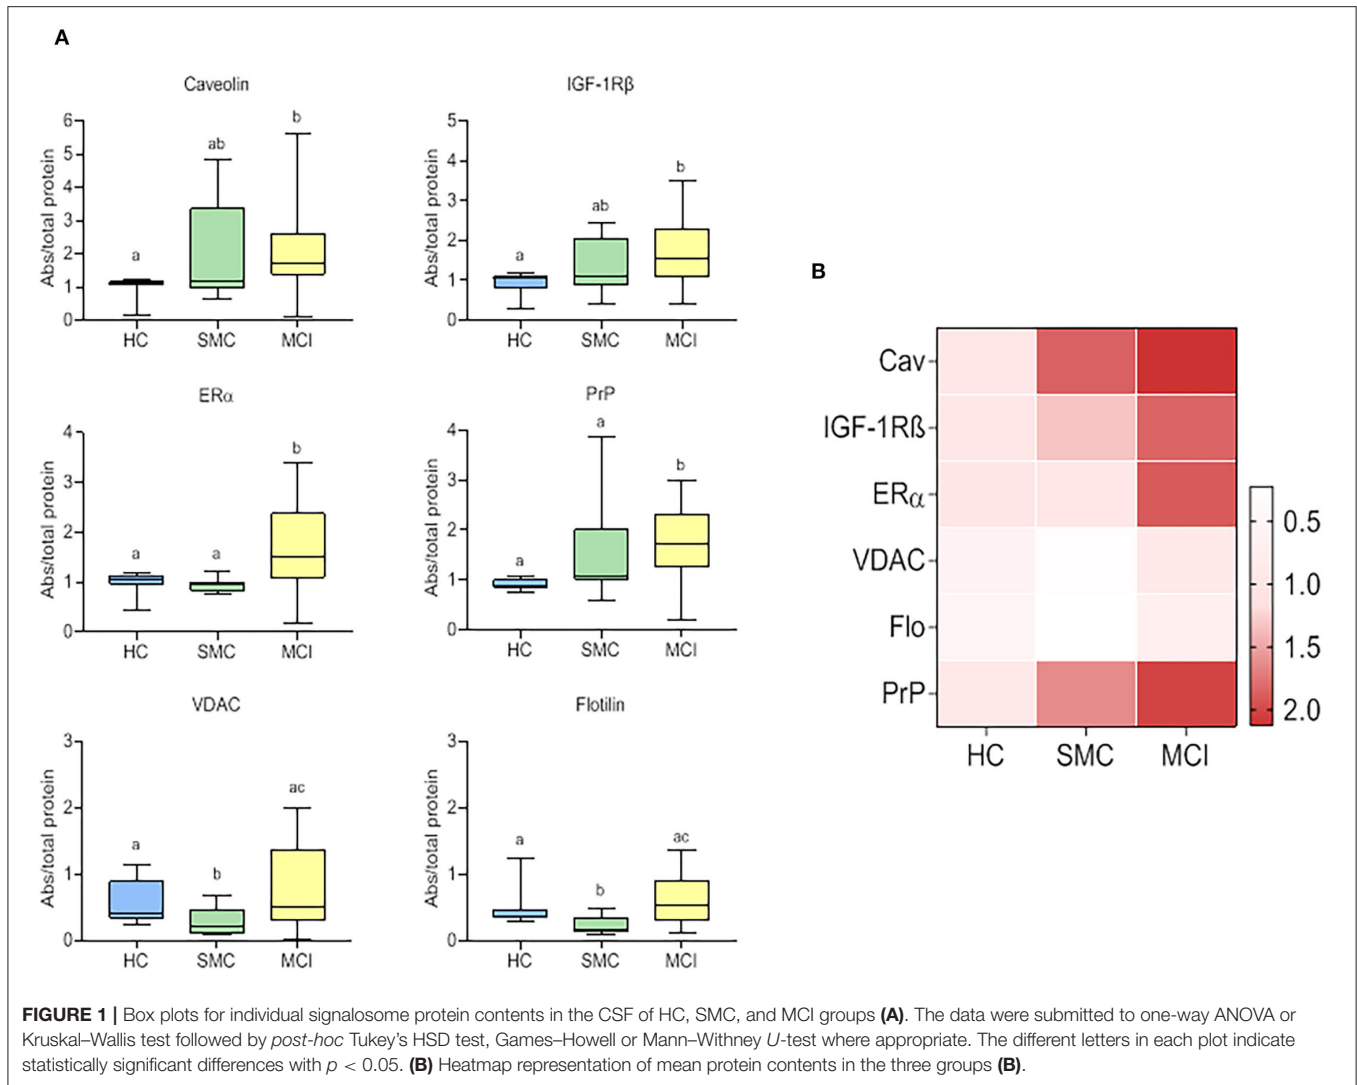 A
Caveolin
Abs/total protein
6
5
4
3
2
1
0
a
ab
b
HC SMC MCI
IGF-1Rβ
Abs/total protein
5
4
3
2
1
0
a
ab
b
HC SMC MCI
ERα
Abs/total protein
4
3
2
1
0
a
a
b
HC SMC MCI
PrP
Abs/total protein
4
3
2
1
0
a
a
b
HC SMC MCI
VDAC
Abs/total protein
3
2
1
0
a
b
ac
HC SMC MCI
Flotilin
Abs/total protein
3
2
1
0
a
b
ac
HC SMC MCI
B
Cav
IGF-1Rß
ERα
VDAC
Flo
PrP
HC SMC MCI
0.5
1.0
1.5
2.0
FIGURE 1 | Box plots for individual signalosome protein contents in the CSF of HC, SMC, and MCI groups (A). The data were submitted to one-way ANOVA or
Kruskal–Wallis test followed by post-hoc Tukey's HSD test, Games–Howell or Mann–Withney U-test where appropriate. The different letters in each plot indicate
statistically significant differences with p < 0.05. (B) Heatmap representation of mean protein contents in the three groups (B).